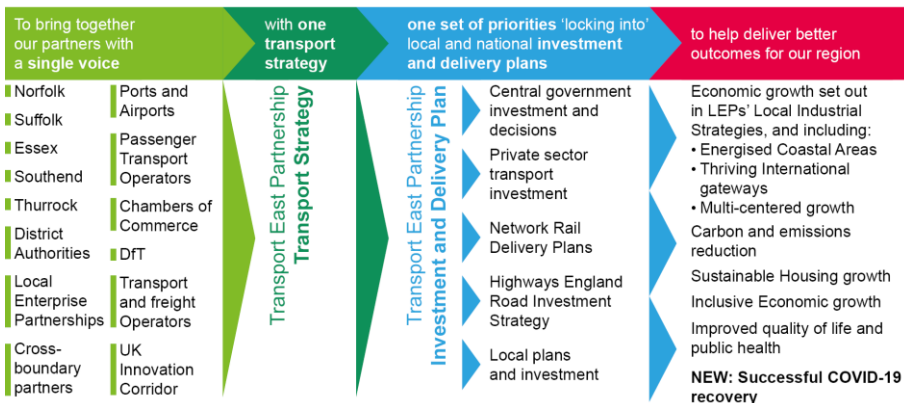 To bring together
our partners with
a single voice
with one
transport
strategy
one set of priorities 'locking into'
local and national investment
and delivery plans
to help deliver better
outcomes for our region
Norfolk
Suffolk
Essex
Southend
Thurrock
District
Authorities
Local
Enterprise
Partnerships
Cross-
boundary
partners
Ports and
Airports
Passenger
Transport
Operators
Chambers of
Commerce
DfT
Transport
and freight
Operators
UK
Innovation
Corridor
Transport East Partnership
Transport Strategy
Transport East Partnership
Investment and Delivery Plan
Central government
investment and
decisions
Private sector
transport
investment
Network Rail
Delivery Plans
Highways England
Road Investment
Strategy
Local plans
and investment
Economic growth set out
in LEPs' Local Industrial
Strategies, and including:
• Energised Coastal Areas
• Thriving International
gateways
• Multi-centered growth
Carbon and emissions
reduction
Sustainable Housing growth
Inclusive Economic growth
Improved quality of life and
public health
NEW: Successful COVID-19
recovery